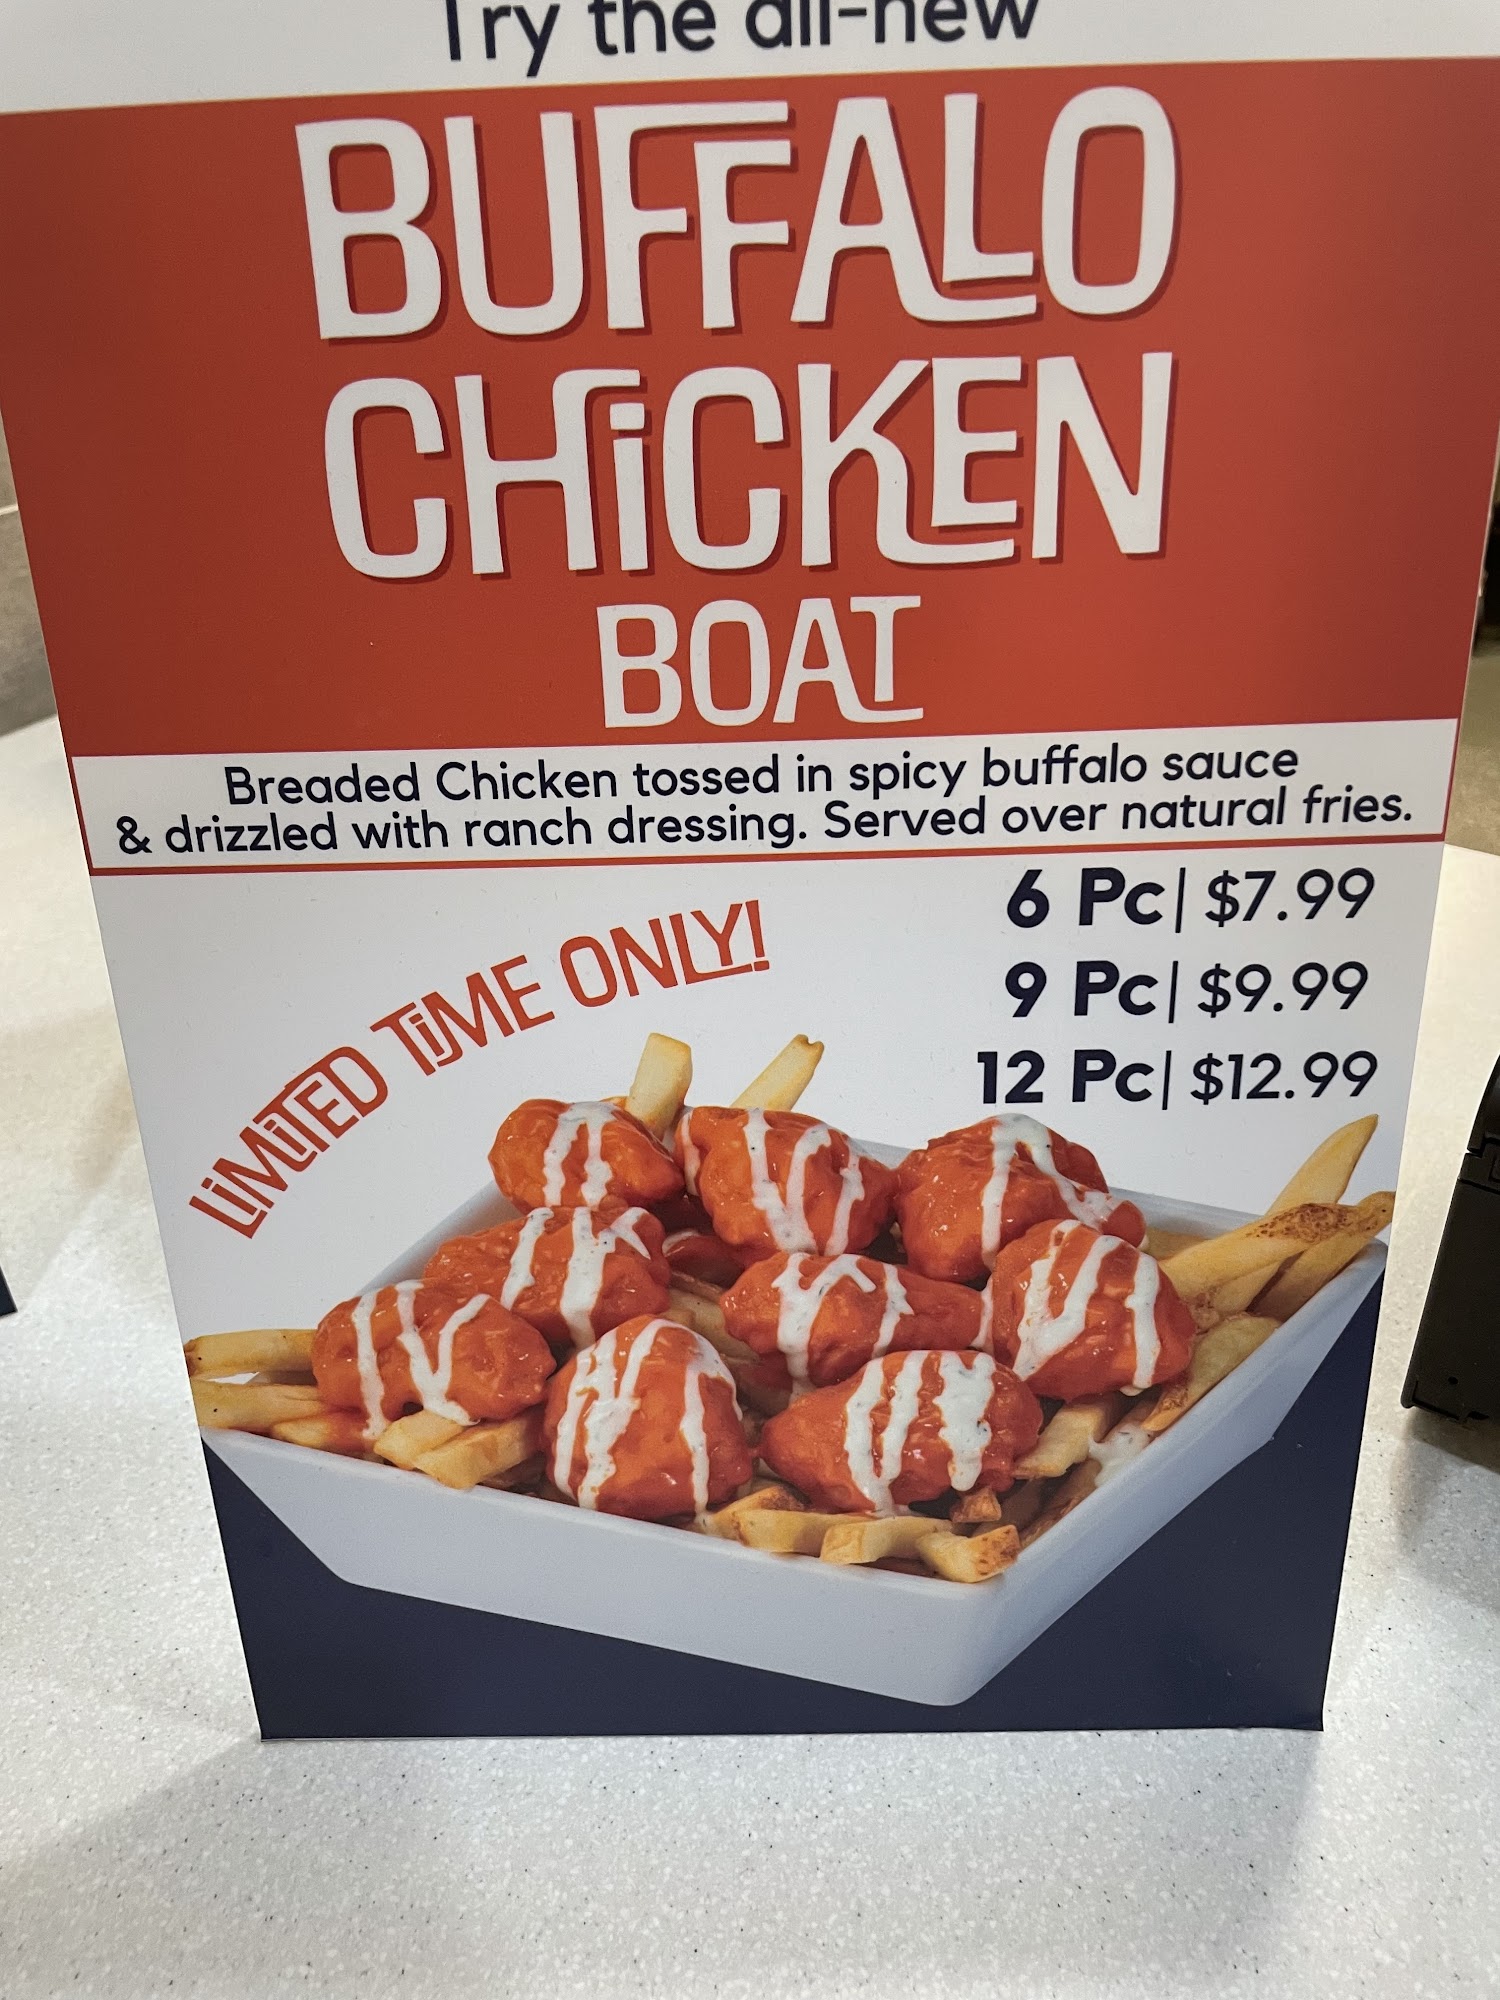 Try the all-new
BUFFALO
CHiCKEN
BOAT
Breaded Chicken tossed in spicy buffalo sauce
& drizzled with ranch dressing. Served over natural fries.
LiMiTED TiME ONLY!
6 Pc| $7.99
9 Pc| $9.99
12 Pc| $12.99